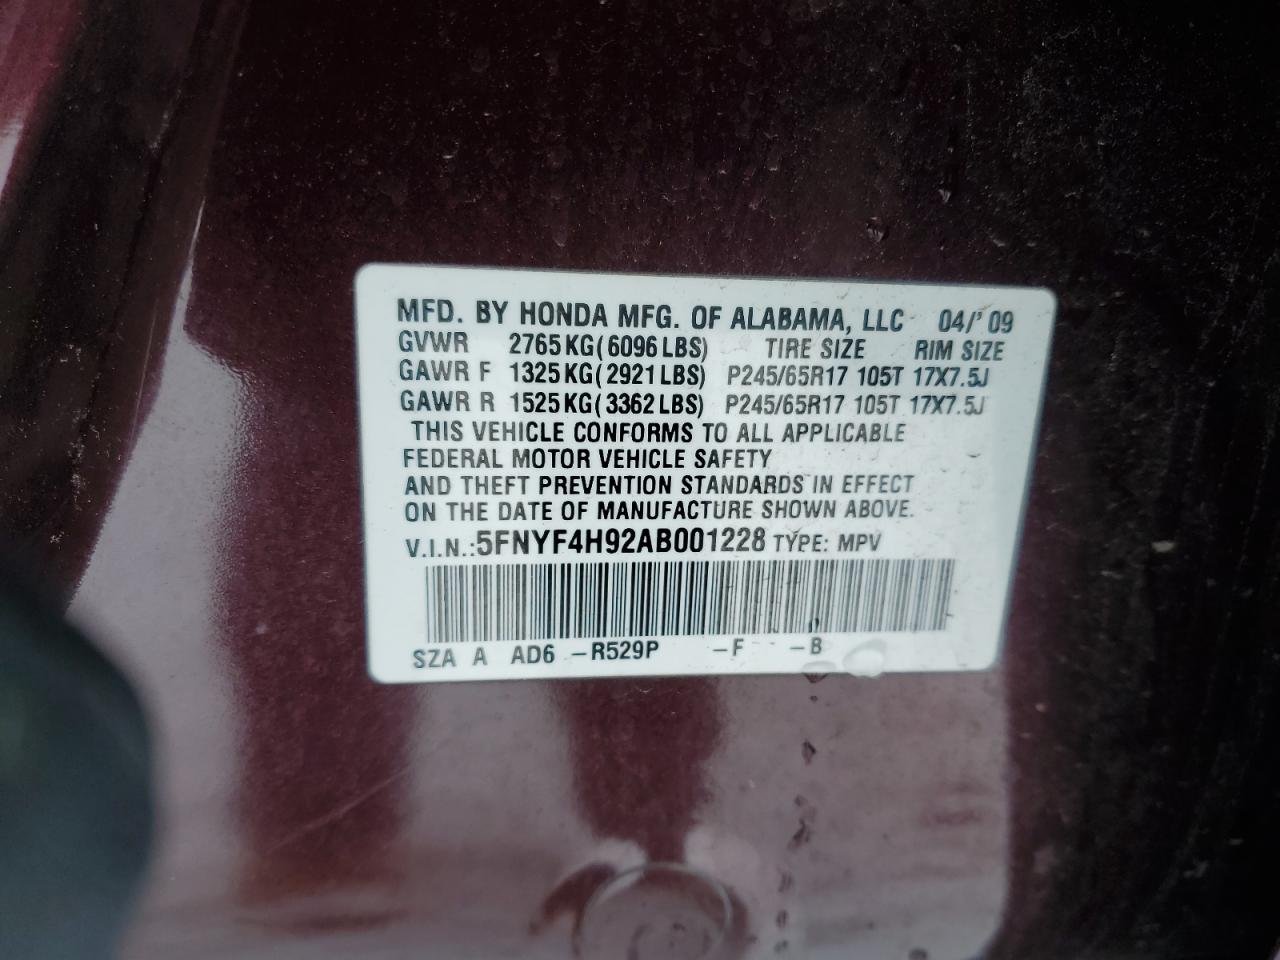 MFD. BY HONDA MFG. OF ALABAMA, LLC 04/'09
GVWR 2765KG(6096LBS) TIRE SIZE RIM SIZE
GAWR F 1325KG(2921LBS) P245/65R17 105T 17X7.5J
GAWR R 1525KG(3362LBS) P245/65R17 105T 17X7.5J
THIS VEHICLE CONFORMS TO ALL APPLICABLE
FEDERAL MOTOR VEHICLE SAFETY
AND THEFT PREVENTION STANDARDS IN EFFECT
ON THE DATE OF MANUFACTURE SHOWN ABOVE.
V.I.N.:5FNYF4H92AB001228 TYPE: MPV
SZA A AD6 -R529P -F -B